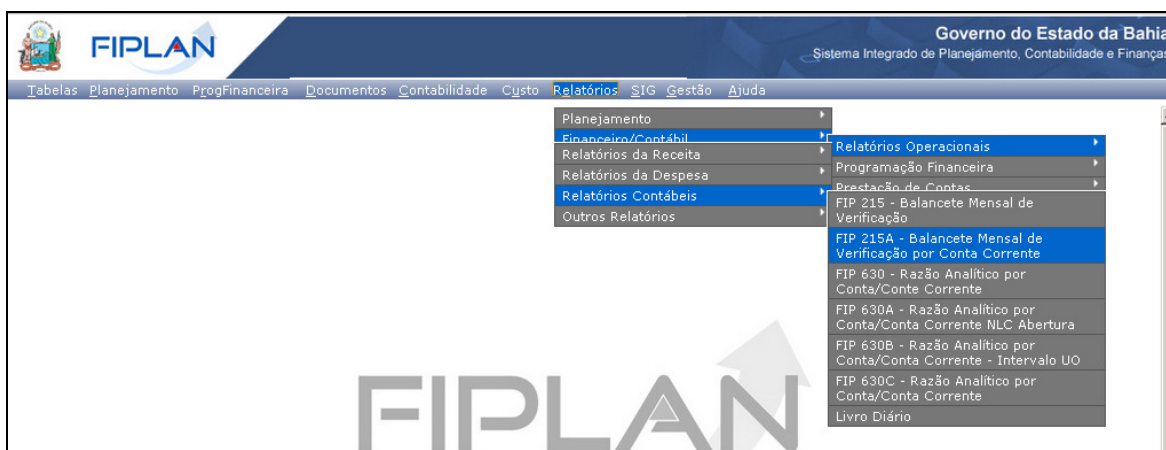 FIPLAN
Governo do Estado da Bahia
Sistema Integrado de Planejamento, Contabilidade e Finanças
Tabelas Planejamento ProgFinanceira Documentos Contabilidade Custo Relatórios SIG Gestão Ajuda
Planejamento
Financeiro/Contábil
Relatórios da Receita
Relatórios da Despesa
Relatórios Contábeis
Outros Relatórios
Relatórios Operacionais
Programação Financeira
Prestação de Contas
FIP 215 - Balancete Mensal de
Verificação
FIP 215A - Balancete Mensal de
Verificação por Conta Corrente
FIP 630 - Razão Analítico por
Conta/Conte Corrente
FIP 630A - Razão Analítico por
Conta/Conta Corrente NLC Abertura
FIP 630B - Razão Analítico por
Conta/Conta Corrente - Intervalo UO
FIP 630C - Razão Analítico por
Conta/Conta Corrente
Livro Diário
FIPLAN